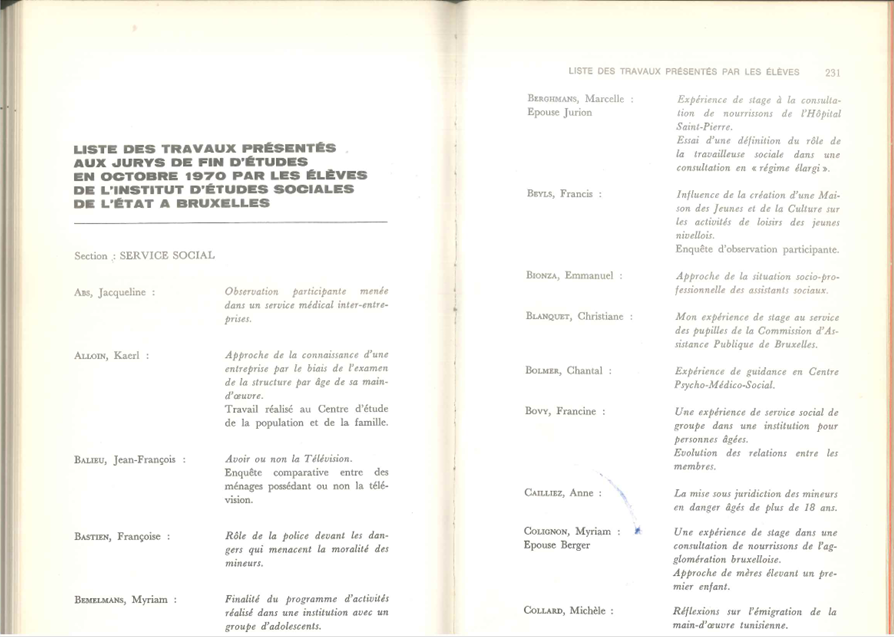 LISTE DES TRAVAUX PRÉSENTÉS
AUX JURYS DE FIN D'ÉTUDES
EN OCTOBRE 1970 PAR LES ÉLÈVES
DE L'INSTITUT D'ÉTUDES SOCIALES
DE L'ÉTAT A BRUXELLES
Section : SERVICE SOCIAL
ABS, Jacqueline :
Observation participante menée
dans un service médical inter-entre-
prises.
ALLOIN, Kaerl :
Approche de la connaissance d'une
entreprise par le biais de l'examen
de la structure par âge de sa main-
d'œuvre.
Travail réalisé au Centre d'étude
de la population et de la famille.
BALIEU, Jean-François :
Avoir ou non la Télévision.
Enquête comparative entre des
ménages possédant ou non la télé-
vision.
BASTIEN, Françoise :
Rôle de la police devant les dan-
gers qui menacent la moralité des
mineurs.
BEMELMANS, Myriam :
Finalité du programme d'activités
réalisé dans une institution avec un
groupe d'adolescents.
LISTE DES TRAVAUX PRÉSENTÉS PAR LES ÉLÈVES 231
BERGHMANS, Marcelle :
Epouse Jurion
Expérience de stage à la consulta-
tion de nourrissons de l'Hôpital
Saint-Pierre.
Essai d'une définition du rôle de
la travailleuse sociale dans une
consultation en « régime élargi ».
BEYLS, Francis :
Influence de la création d'une Mai-
son des Jeunes et de la Culture sur
les activités de loisirs des jeunes
nivellois.
Enquête d'observation participante.
BIONZA, Emmanuel :
Approche de la situation socio-pro-
fessionnelle des assistants sociaux.
BLANQUET, Christiane :
Mon expérience de stage au service
des pupilles de la Commission d'As-
sistance Publique de Bruxelles.
BOLMER, Chantal :
Expérience de guidance en Centre
Psycho-Médico-Social.
BOVY, Francine :
Une expérience de service social de
groupe dans une institution pour
personnes âgées.
Evolution des relations entre les
membres.
CAILLIEZ, Anne :
La mise sous juridiction des mineurs
en danger âgés de plus de 18 ans.
COLIGNON, Myriam :
Epouse Berger
Une expérience de stage dans une
consultation de nourrissons de l'ag-
glomération bruxelloise.
Approche de mères élevant un pre-
mier enfant.
COLLARD, Michèle :
Réflexions sur l'émigration de la
main-d'œuvre tunisienne.